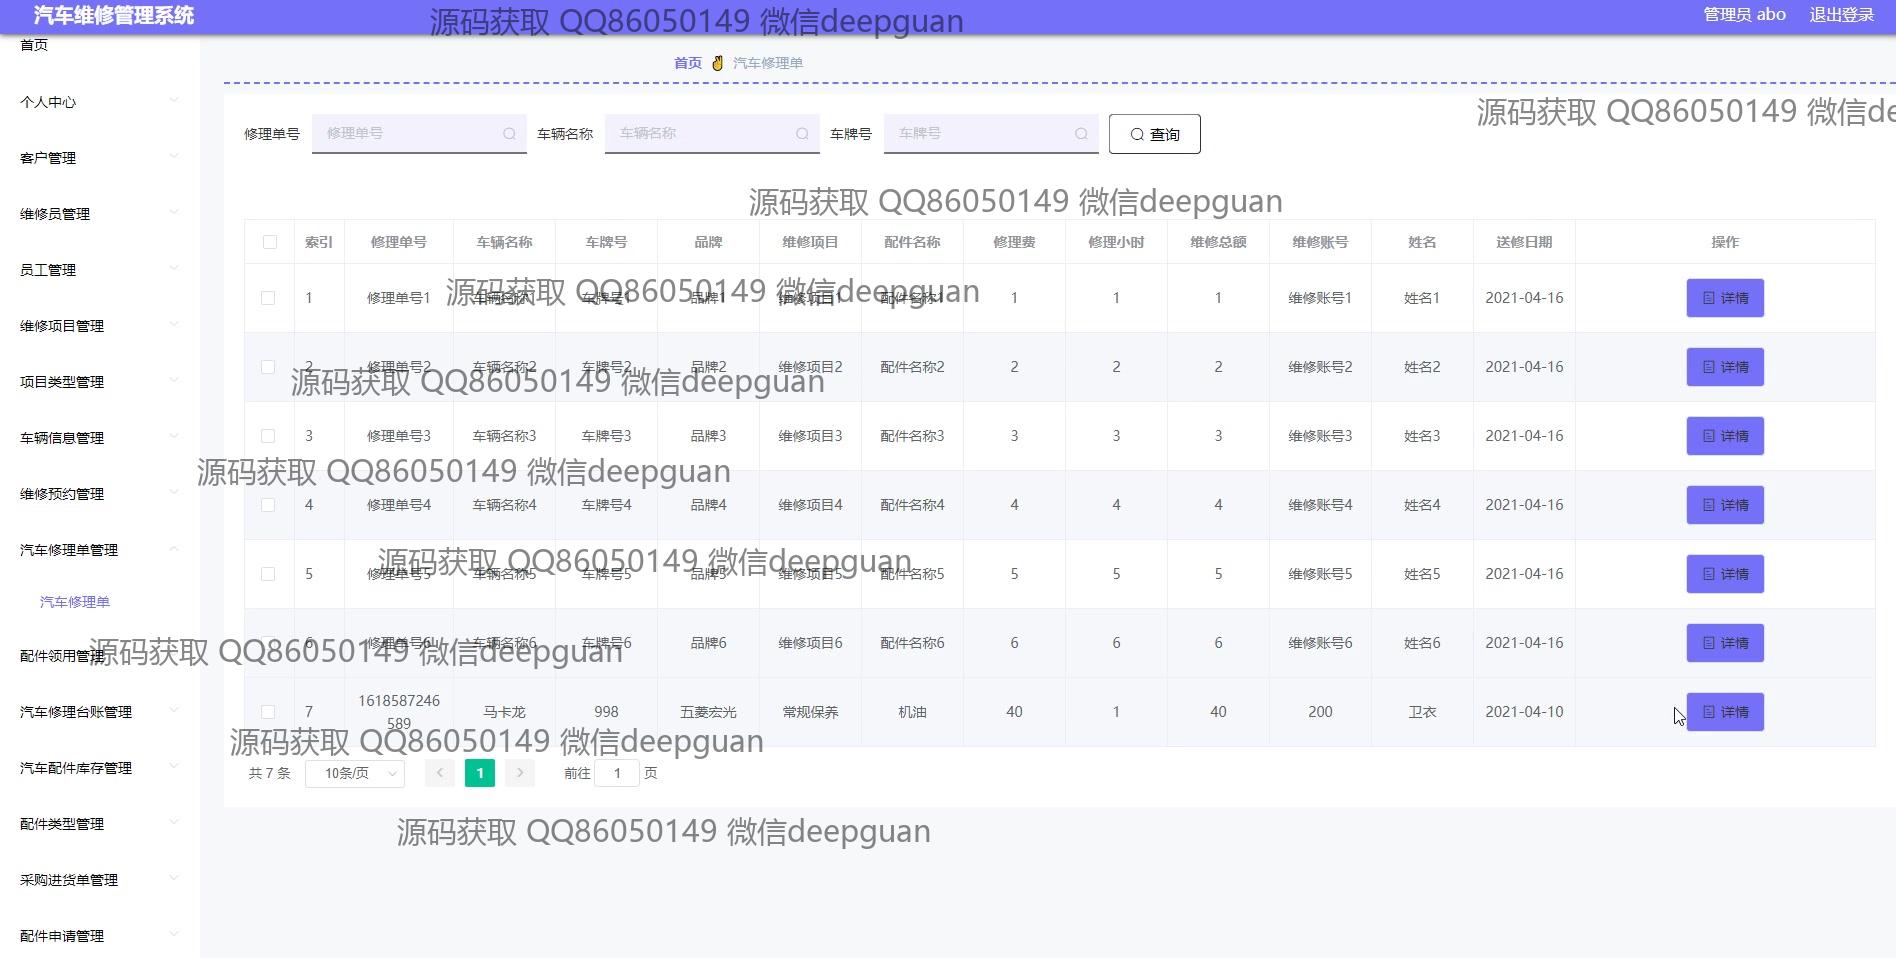 汽车维修管理系统
源码获取 QQ86050149 微信deepguan
管理员 abo 退出登录
首页
首页 汽车修理单
个人中心
源码获取 QQ86050149 微信de
修理单号 修理单号 车辆名称 车辆名称 车牌号 车牌号 查询
客户管理
源码获取 QQ86050149 微信deepguan
维修员管理
索引 修理单号 车辆名称 车牌号 品牌 维修项目 配件名称 修理费 修理小时 维修总额 维修账号 姓名 送修日期 操作
员工管理
源码获取 QQ86050149 微信deepguan
1 修理单号1 车辆名称1 车牌号1 品牌1 维修项目1 配件名称1 1 1 1 维修账号1 姓名1 2021-04-16 详情
维修项目管理
2 修理单号2 车辆名称2 车牌号2 品牌2 维修项目2 配件名称2 2 2 2 维修账号2 姓名2 2021-04-16 详情
源码获取 QQ86050149 微信deepguan
项目类型管理
3 修理单号3 车辆名称3 车牌号3 品牌3 维修项目3 配件名称3 3 3 3 维修账号3 姓名3 2021-04-16 详情
车辆信息管理
源码获取 QQ86050149 微信deepguan
维修预约管理
4 修理单号4 车辆名称4 车牌号4 品牌4 维修项目4 配件名称4 4 4 4 维修账号4 姓名4 2021-04-16 详情
汽车修理单管理
源码获取 QQ86050149 微信deepguan
5 修理单号5 车辆名称5 车牌号5 品牌5 维修项目5 配件名称5 5 5 5 维修账号5 姓名5 2021-04-16 详情
汽车修理单
6 修理单号6 车辆名称6 车牌号6 品牌6 维修项目6 配件名称6 6 6 6 维修账号6 姓名6 2021-04-16 详情
配件领用管理
源码获取 QQ86050149 微信deepguan
汽车修理台账管理
7 1618587246
589 马卡龙 998 五菱宏光 常规保养 机油 40 1 40 200 卫衣 2021-04-10 详情
源码获取 QQ86050149 微信deepguan
汽车配件库存管理
共 7 条 10条/页 1 前往 1 页
配件类型管理
源码获取 QQ86050149 微信deepguan
采购进货单管理
配件申请管理